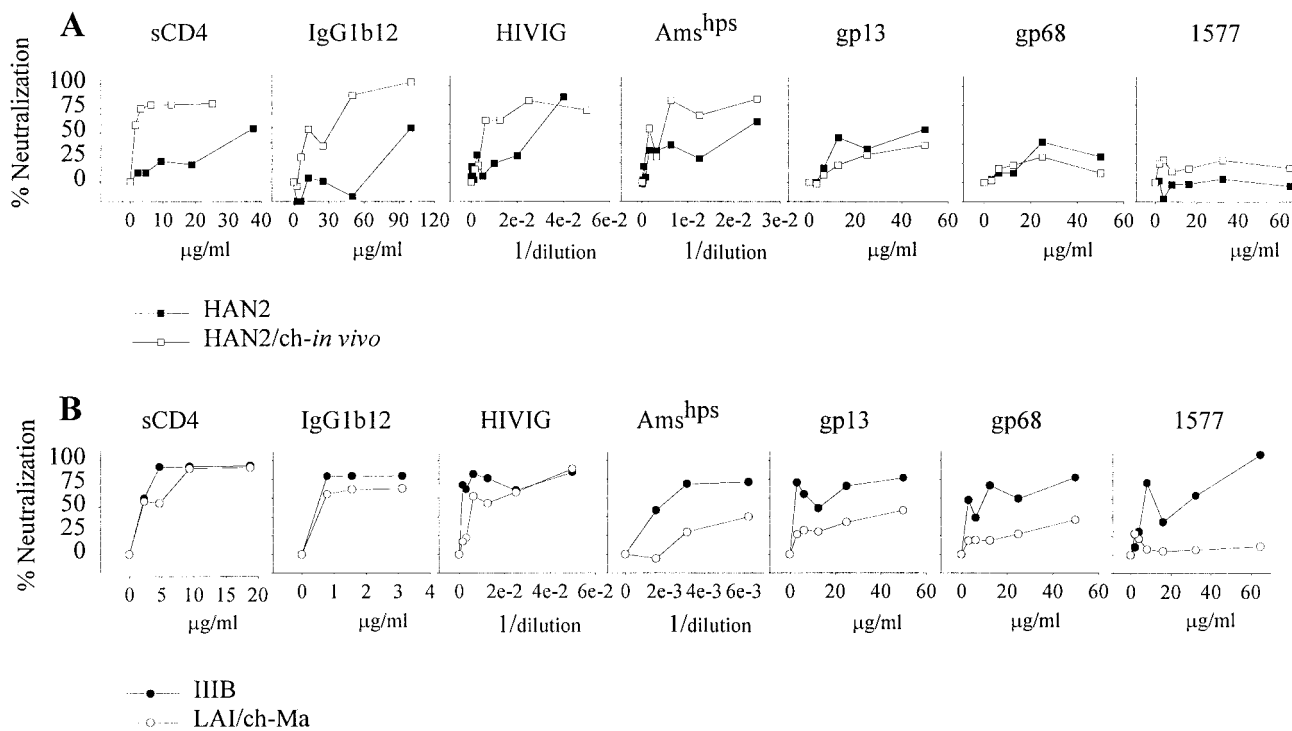 A
sCD4 IgG1b12 HIVIG Ams^hps gp13 gp68 1577
% Neutralization
100
75
50
25
0
0 10 20 30 40 0 30 60 90 120 0 2e-2 4e-2 6e-2 0 1e-2 2e-2 3e-2 0 20 40 60 0 20 40 60 0 20 40 60
µg/ml µg/ml 1/dilution 1/dilution µg/ml µg/ml µg/ml
HAN2
HAN2/ch-in vivo
B
sCD4 IgG1b12 HIVIG Ams^hps gp13 gp68 1577
% Neutralization
100
75
50
25
0
0 5 10 15 20 0 1 2 3 4 0 2e-2 4e-2 6e-2 0 2e-3 4e-3 6e-3 0 20 40 60 0 20 40 60 0 20 40 60
µg/ml µg/ml 1/dilution 1/dilution µg/ml µg/ml µg/ml
IIIB
LAI/ch-Ma